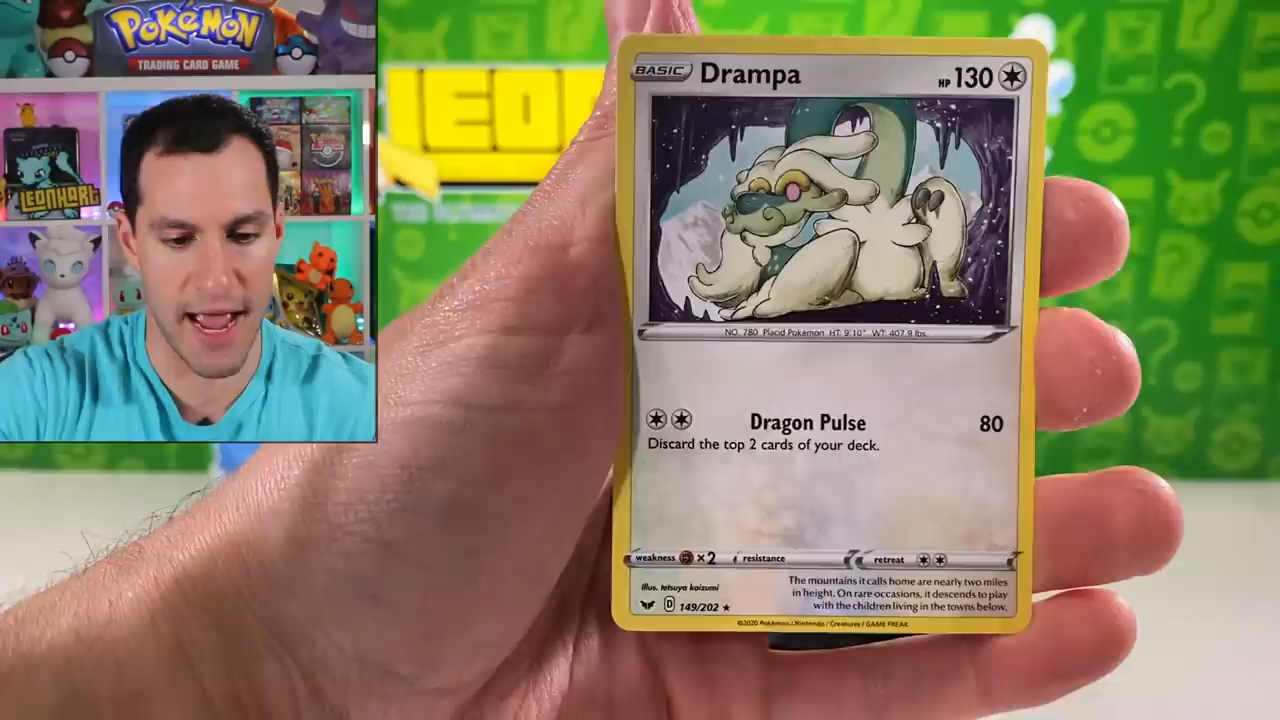 Pokémon
TRADING CARD GAME
LEONHART
LEON
BASIC Drampa HP 130
NO. 780 Placid Pokémon HT: 9'10" WT: 407.9 lbs.
Dragon Pulse 80
Discard the top 2 cards of your deck.
weakness ×2 resistance retreat
Illus. tetsuya koizumi
The mountains it calls home are nearly two miles
in height. On rare occasions, it descends to play
with the children living in the towns below.
D 149/202 ★
©2020 Pokémon / Nintendo / Creatures / GAME FREAK